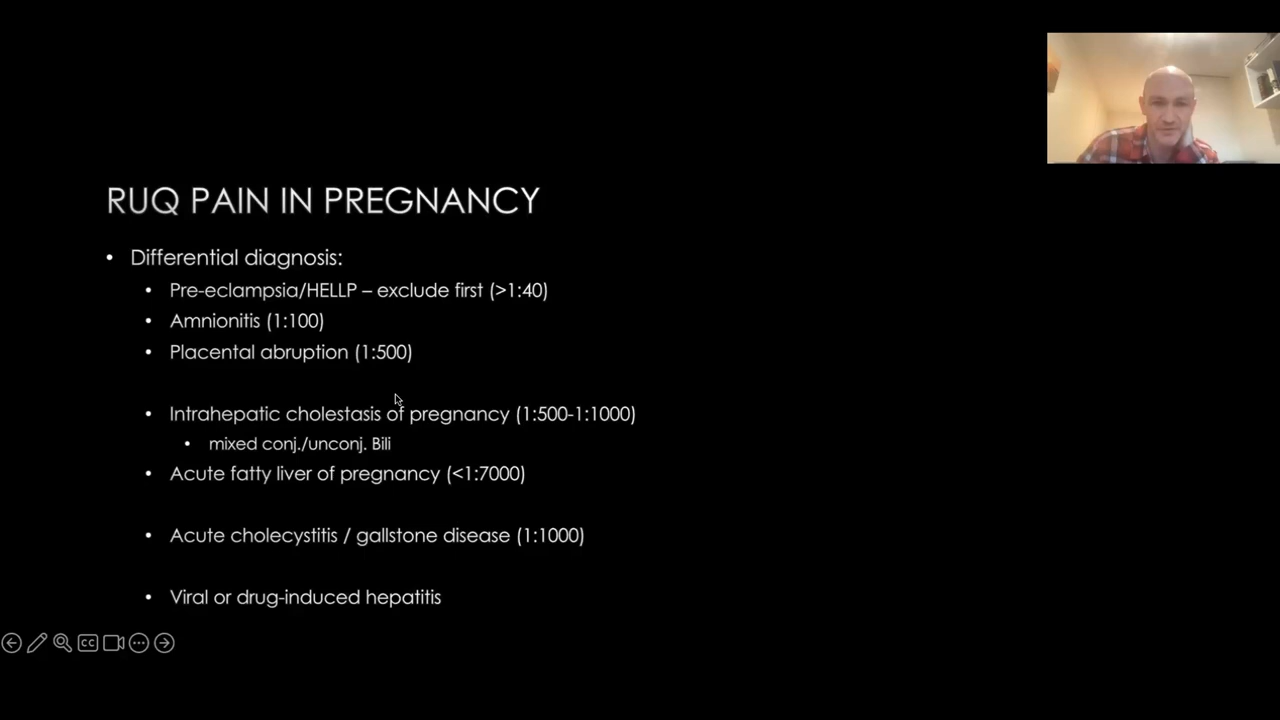 RUQ PAIN IN PREGNANCY
• Differential diagnosis:
• Pre-eclampsia/HELLP – exclude first (>1:40)
• Amnionitis (1:100)
• Placental abruption (1:500)
• Intrahepatic cholestasis of pregnancy (1:500-1:1000)
• mixed conj./unconj. Bili
• Acute fatty liver of pregnancy (<1:7000)
• Acute cholecystitis / gallstone disease (1:1000)
• Viral or drug-induced hepatitis
CC